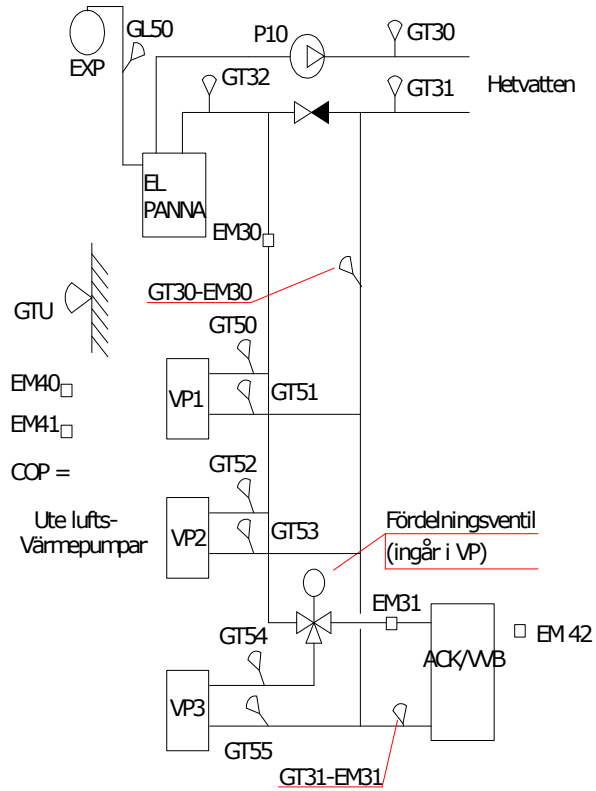 GL50
P10
GT30
EXP
GT32
GT31
Hetvatten
EL
PANNA
EM30
GT30-EM30
GTU
GT50
EM40
VP1
GT51
EM41
COP =
GT52
Ute lufts-
Värmepumpar
VP2
GT53
Fördelningsventil
(ingår i VP)
EM31
GT54
ACK/VVB
EM 42
VP3
GT55
GT31-EM31